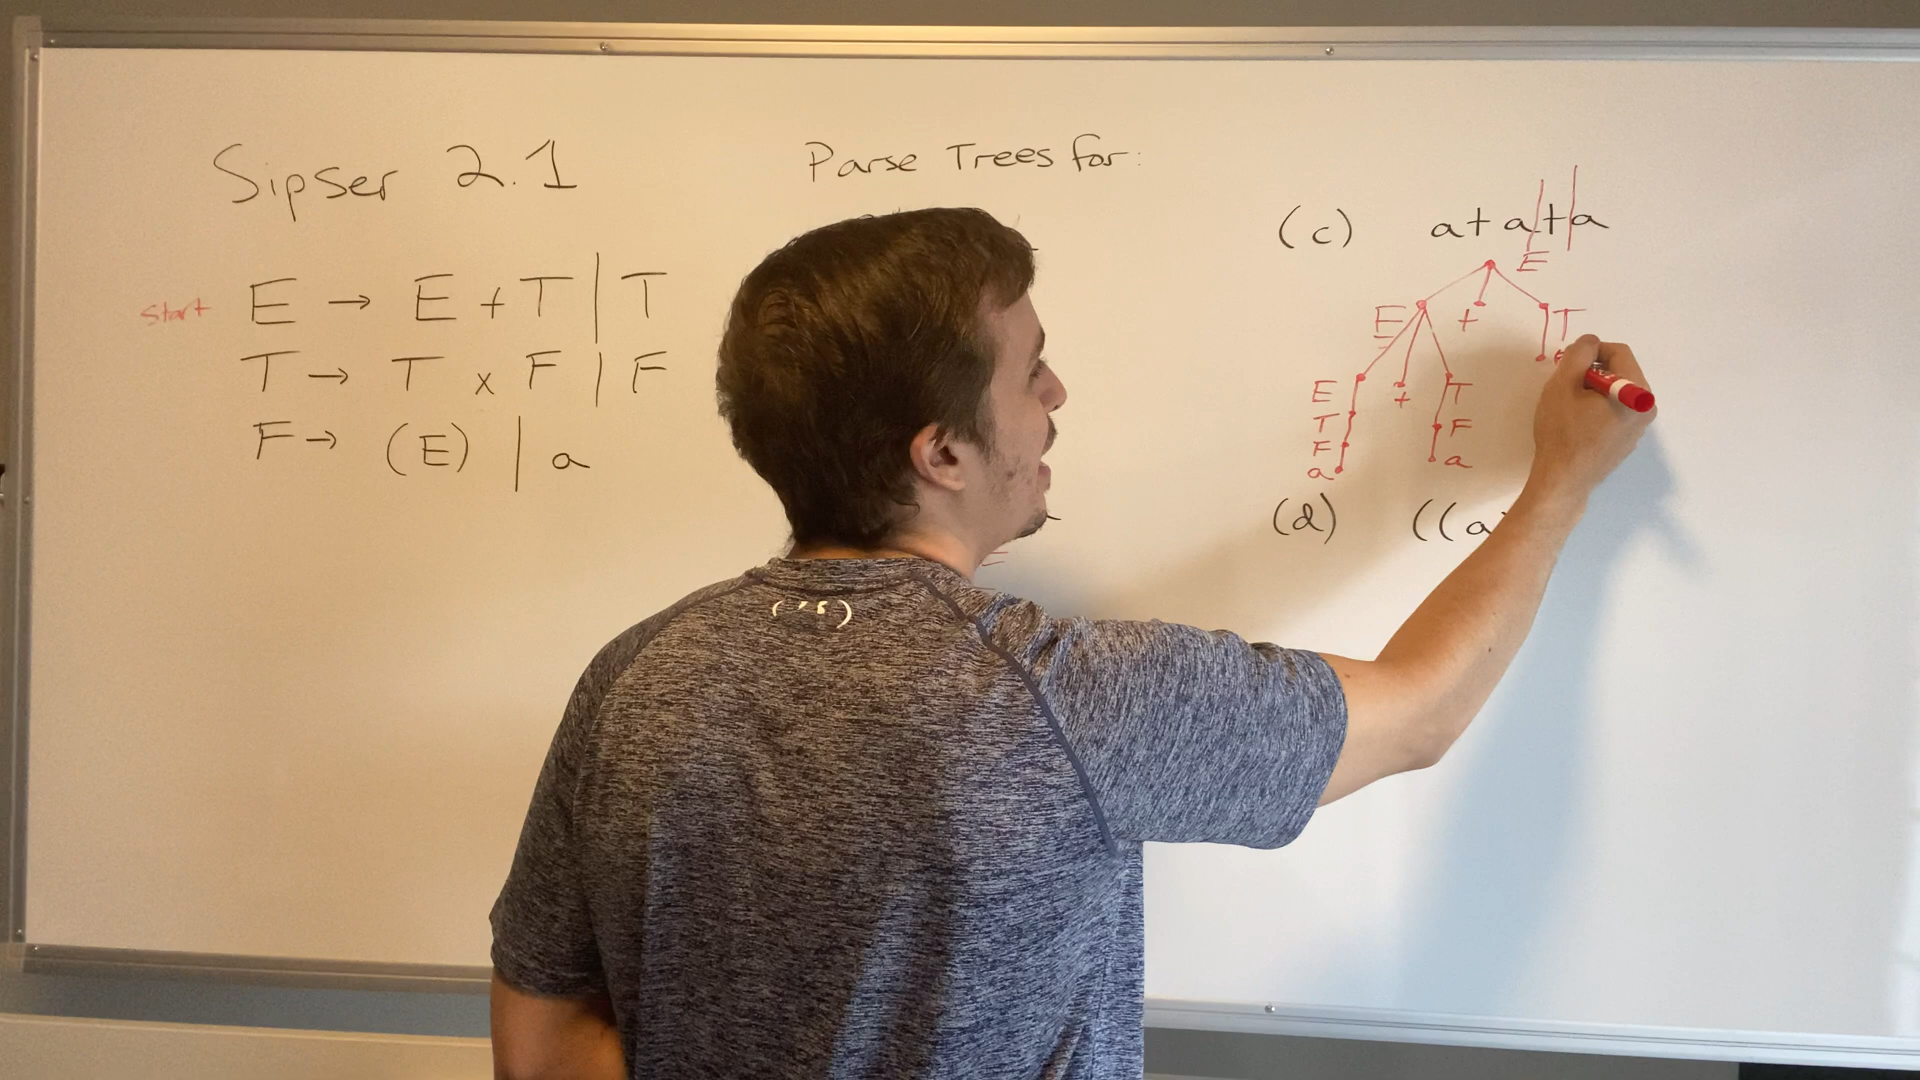 Sipser 2.1
start E → E + T | T
T → T x F | F
F → (E) | a
Parse Trees for:
(c) a + a + a
E
E + T
E + T
T F
F a
a
(d) ((a